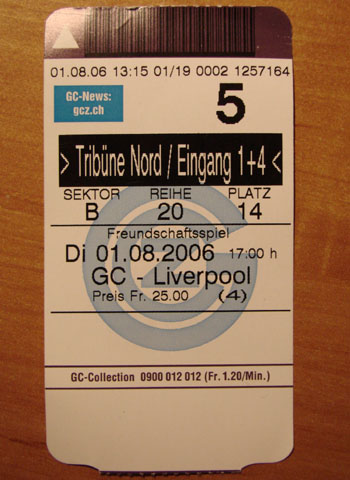 01.08.06 13:15 01/19 0002 1257164
GC-News:
gcz.ch
5
> Tribüne Nord / Eingang 1+4 <
SEKTOR REIHE PLATZ
B 20 14
Freundschaftsspiel
Di 01.08.2006 17:00 h
GC - Liverpool
Preis Fr. 25.00 (4)
GC-Collection 0900 012 012 (Fr. 1.20/Min.)